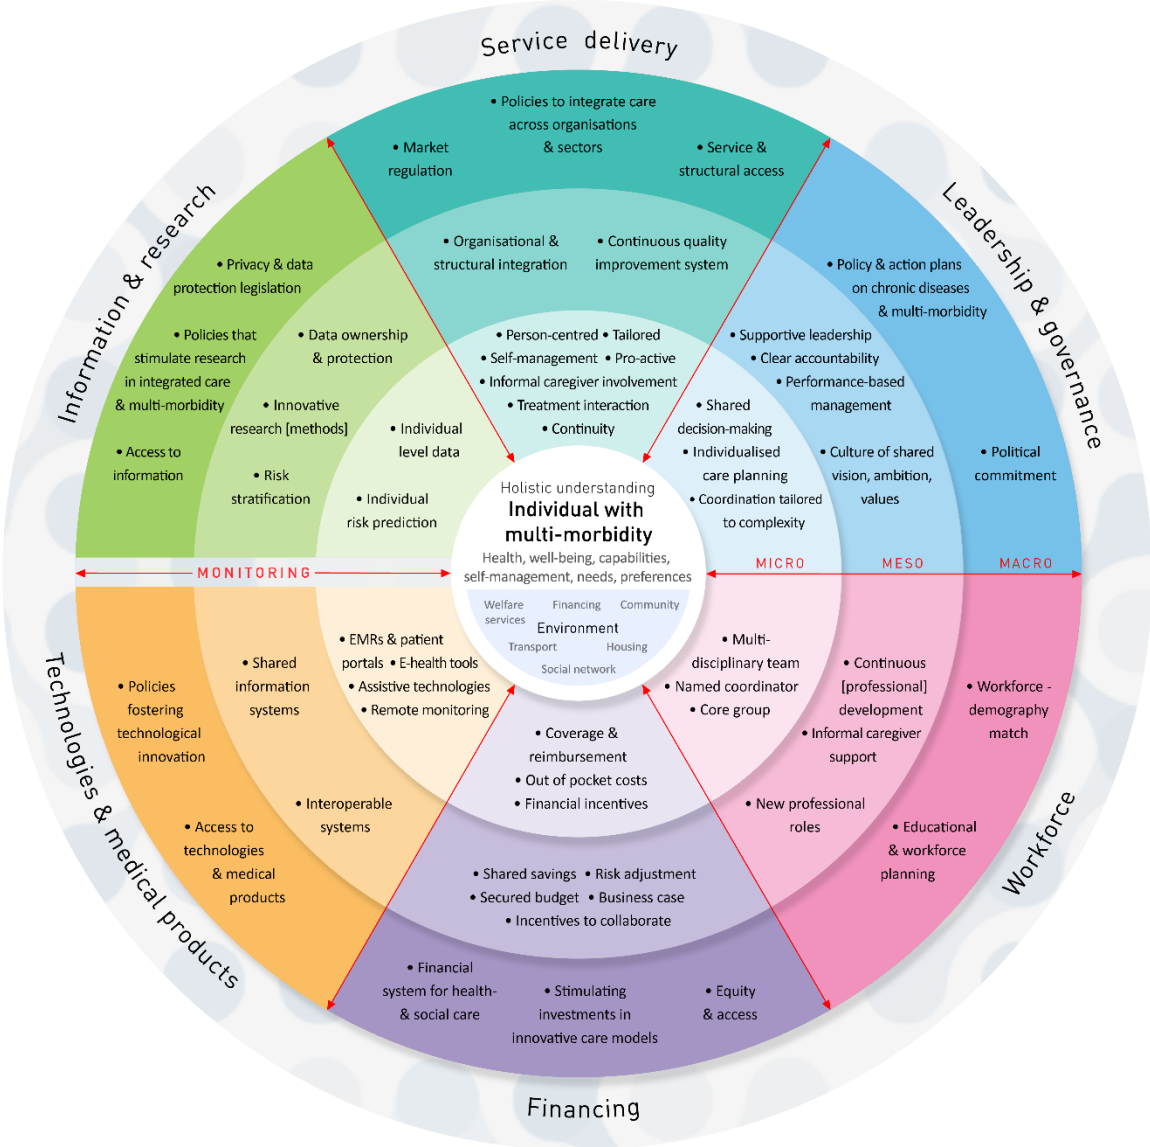 Service delivery
• Policies to integrate care
across organisations
& sectors
• Market
regulation
• Service &
structural access
• Organisational &
structural integration
• Continuous quality
improvement system
• Person-centred • Tailored
• Self-management • Pro-active
• Informal caregiver involvement
• Treatment interaction
• Continuity
Leadership & governance
• Policy & action plans
on chronic diseases
& multi-morbidity
• Political
commitment
• Supportive leadership
• Clear accountability
• Performance-based
management
• Culture of shared
vision, ambition,
values
• Shared
decision-making
• Individualised
care planning
• Coordination tailored
to complexity
Information & research
• Privacy & data
protection legislation
• Policies that
stimulate research
in integrated care
& multi-morbidity
• Access to
information
• Data ownership
& protection
• Innovative
research [methods]
• Risk
stratification
• Individual
level data
• Individual
risk prediction
Holistic understanding
Individual with
multi-morbidity
Health, well-being, capabilities,
self-management, needs, preferences
Welfare
services
Financing
Community
Environment
Transport
Housing
Social network
MONITORING
MICRO
MESO
MACRO
Technologies & medical products
• EMRs & patient
portals • E-health tools
• Assistive technologies
• Remote monitoring
• Shared
information
systems
• Interoperable
systems
• Policies
fostering
technological
innovation
• Access to
technologies
& medical
products
Workforce
• Multi-
disciplinary team
• Named coordinator
• Core group
• Continuous
[professional]
development
• Informal caregiver
support
• New professional
roles
• Workforce -
demography
match
• Educational
& workforce
planning
• Coverage &
reimbursement
• Out of pocket costs
• Financial incentives
• Shared savings • Risk adjustment
• Secured budget • Business case
• Incentives to collaborate
• Financial
system for health-
& social care
• Stimulating
investments in
innovative care models
• Equity
& access
Financing